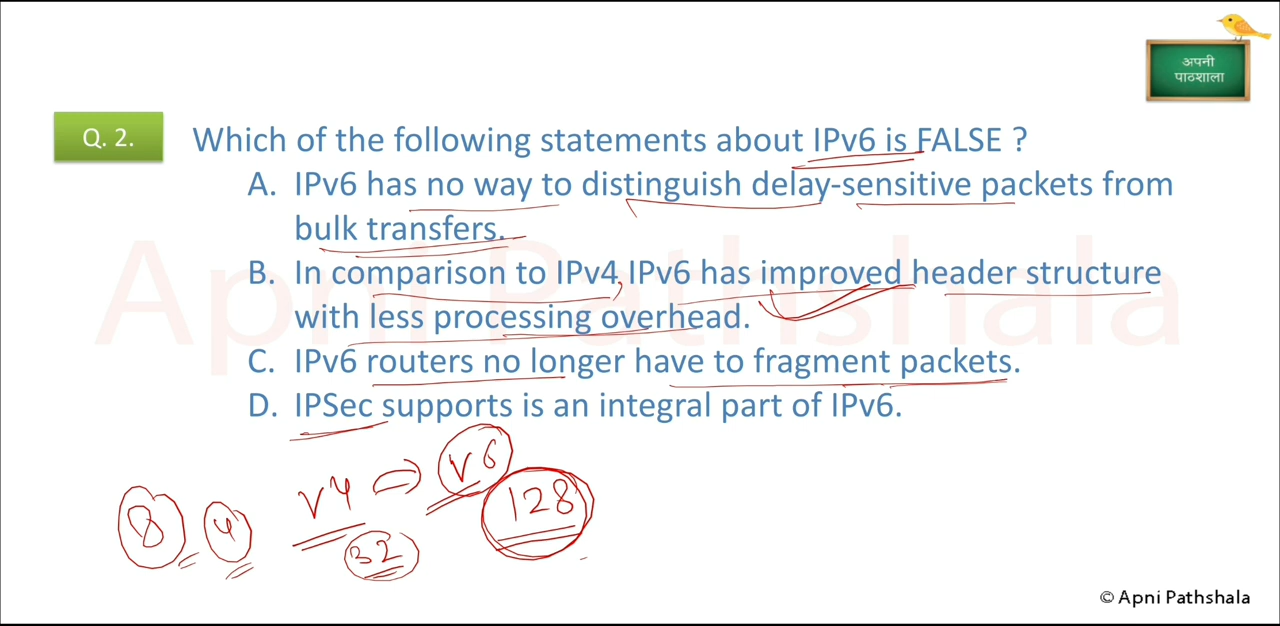 अपनी
पाठशाला
Q. 2.
Which of the following statements about IPv6 is FALSE ?
A. IPv6 has no way to distinguish delay-sensitive packets from
bulk transfers.
B. In comparison to IPv4, IPv6 has improved header structure
with less processing overhead.
C. IPv6 routers no longer have to fragment packets.
D. IPSec supports is an integral part of IPv6.
Apni Pathshala
v4 v6
8 4 32 128
© Apni Pathshala